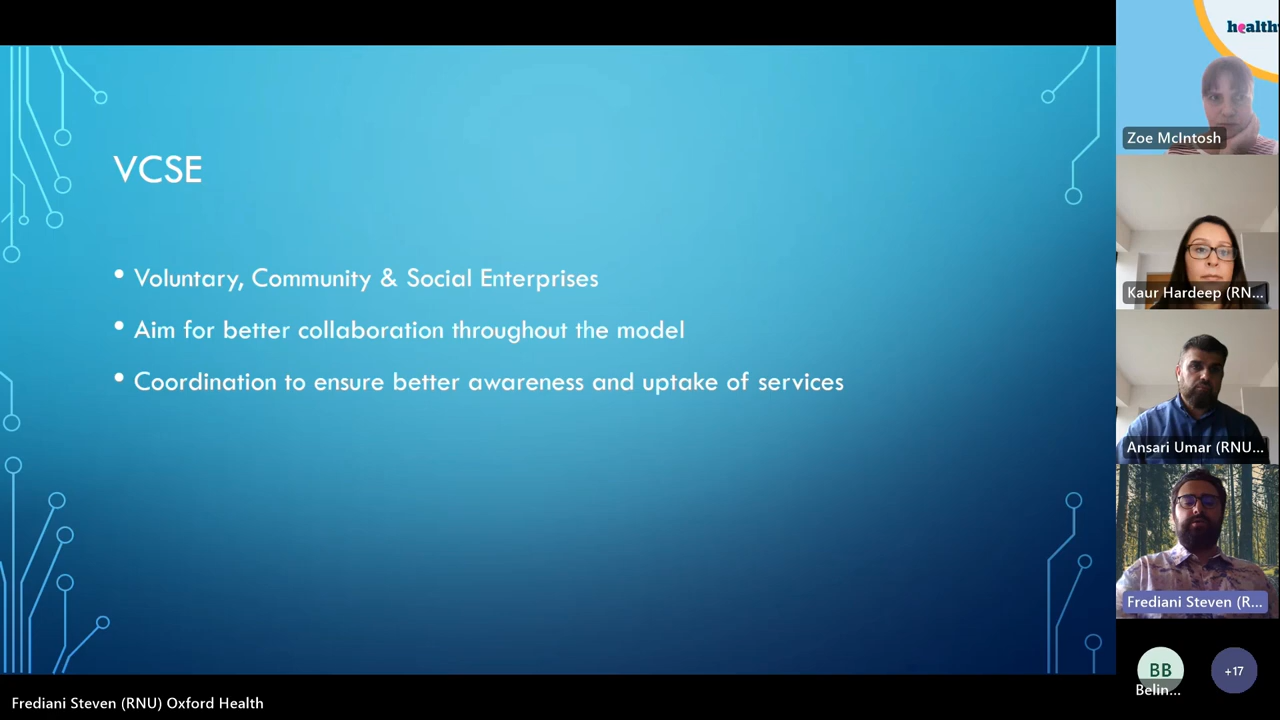 VCSE
• Voluntary, Community & Social Enterprises
• Aim for better collaboration throughout the model
• Coordination to ensure better awareness and uptake of services
health
Zoe McIntosh
Kaur Hardeep (RN...
Ansari Umar (RNU...
Frediani Steven (R...
BB
Belin...
+17
Frediani Steven (RNU) Oxford Health